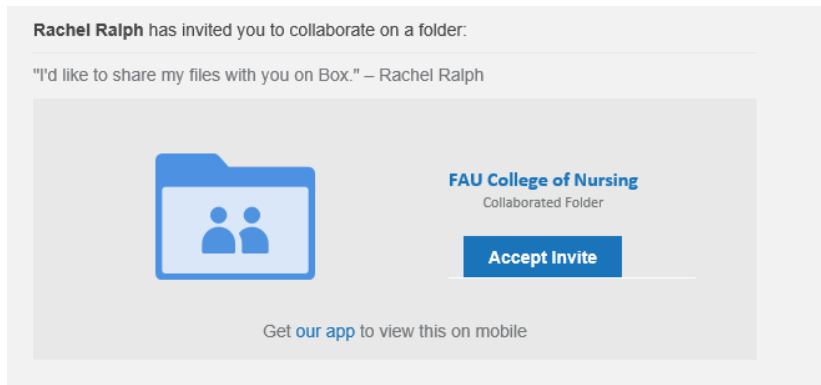 Rachel Ralph has invited you to collaborate on a folder:
"I'd like to share my files with you on Box." – Rachel Ralph
FAU College of Nursing
Collaborated Folder
Accept Invite
Get our app to view this on mobile